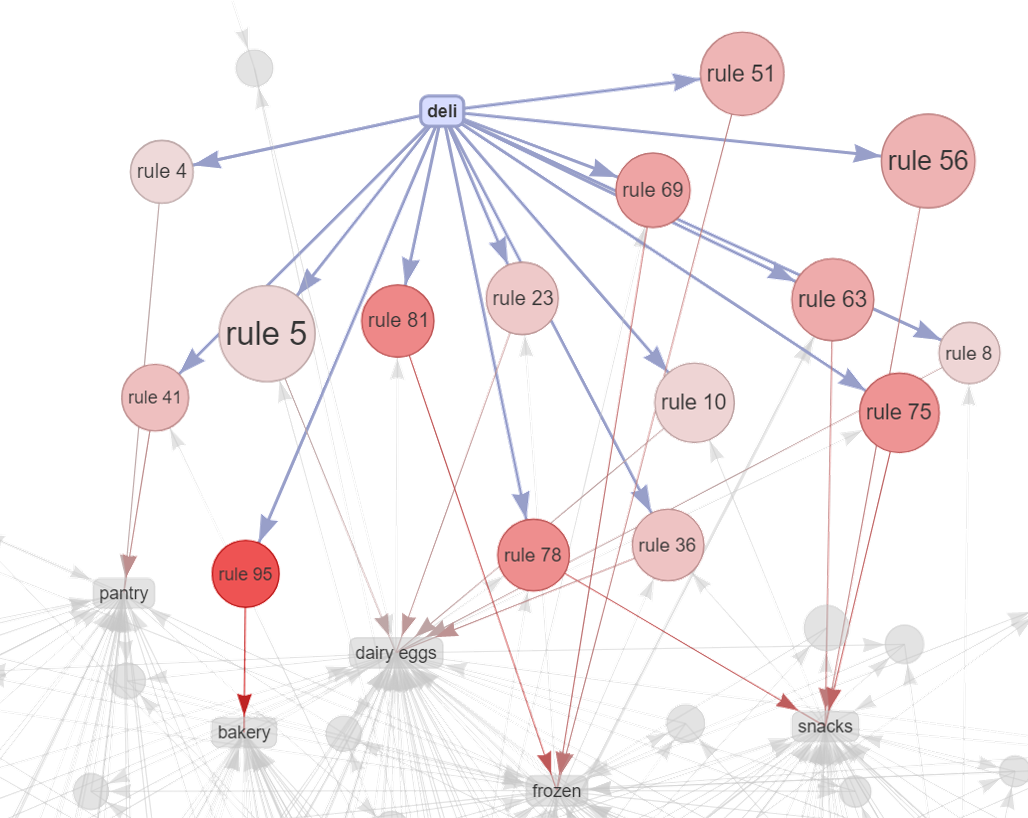 rule 51
deli
rule 56
rule 4
rule 69
rule 23
rule 63
rule 5
rule 81
rule 8
rule 41
rule 10
rule 75
rule 78
rule 36
rule 95
pantry
dairy eggs
bakery
snacks
frozen